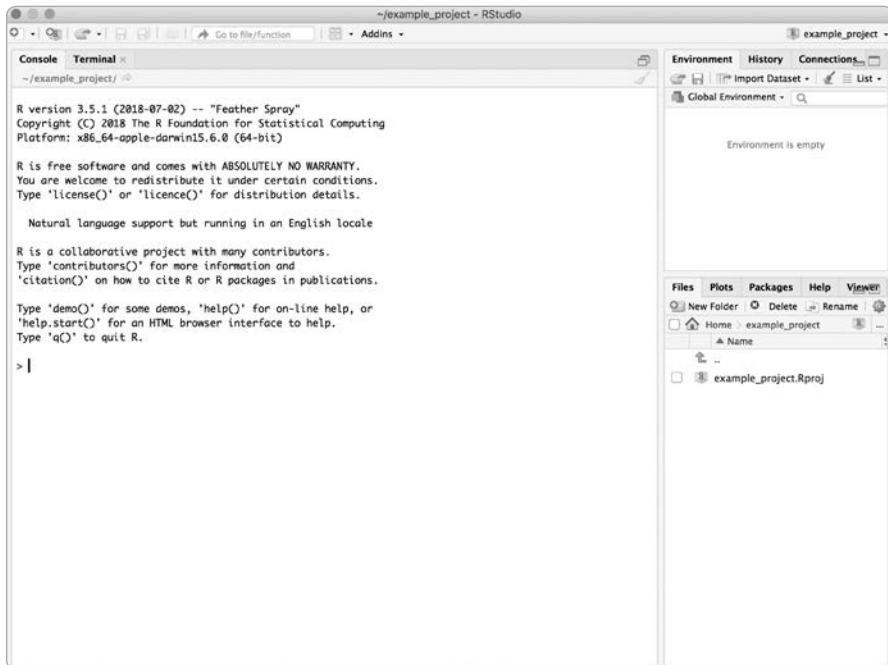 ~/example_project - RStudio
Go to file/function
Addins
example_project
Console Terminal
~/example_project/
R version 3.5.1 (2018-07-02) -- "Feather Spray"
Copyright (C) 2018 The R Foundation for Statistical Computing
Platform: x86_64-apple-darwin15.6.0 (64-bit)
R is free software and comes with ABSOLUTELY NO WARRANTY.
You are welcome to redistribute it under certain conditions.
Type 'license()' or 'licence()' for distribution details.
Natural language support but running in an English locale
R is a collaborative project with many contributors.
Type 'contributors()' for more information and
'citation()' on how to cite R or R packages in publications.
Type 'demo()' for some demos, 'help()' for on-line help, or
'help.start()' for an HTML browser interface to help.
Type 'q()' to quit R.
>
Environment History Connections
Import Dataset List
Global Environment
Environment is empty
Files Plots Packages Help Viewer
New Folder Delete Rename
Home example_project ...
Name
..
example_project.Rproj